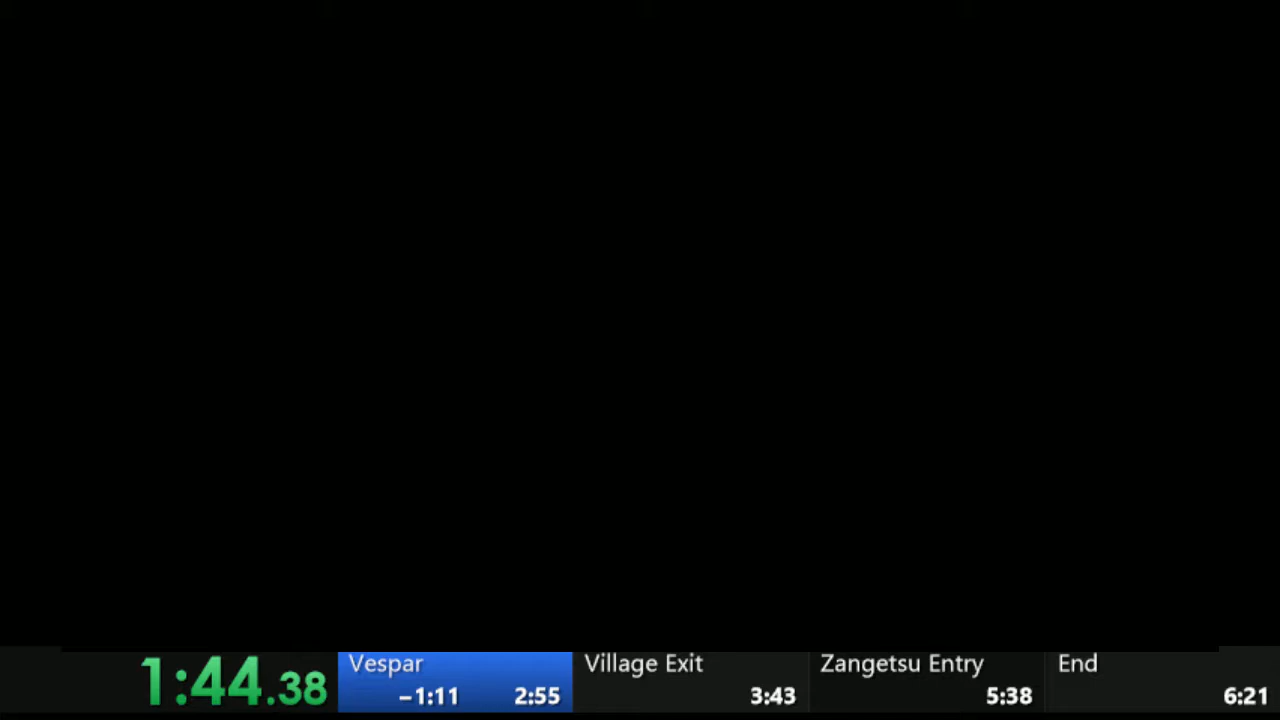 1:44.38
Vespar
−1:11 2:55
Village Exit
3:43
Zangetsu Entry
5:38
End
6:21